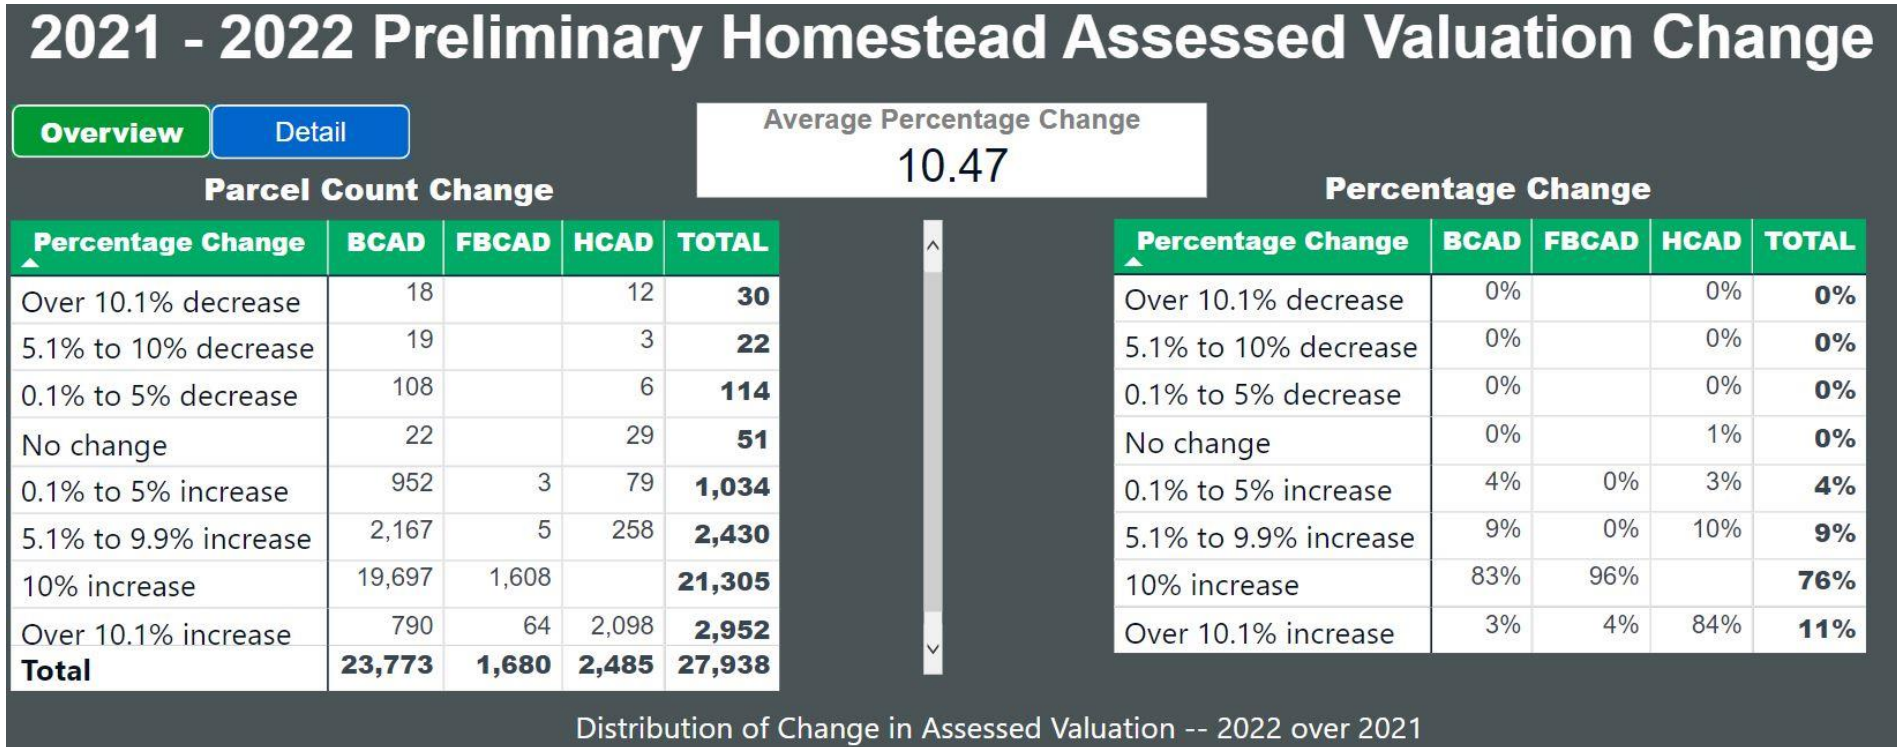 2021 - 2022 Preliminary Homestead Assessed Valuation Change
Overview Detail
Average Percentage Change
10.47
Parcel Count Change
Percentage Change BCAD FBCAD HCAD TOTAL
Over 10.1% decrease 18 12 30
5.1% to 10% decrease 19 3 22
0.1% to 5% decrease 108 6 114
No change 22 29 51
0.1% to 5% increase 952 3 79 1,034
5.1% to 9.9% increase 2,167 5 258 2,430
10% increase 19,697 1,608 21,305
Over 10.1% increase 790 64 2,098 2,952
Total 23,773 1,680 2,485 27,938
Percentage Change
Percentage Change BCAD FBCAD HCAD TOTAL
Over 10.1% decrease 0% 0% 0%
5.1% to 10% decrease 0% 0% 0%
0.1% to 5% decrease 0% 0% 0%
No change 0% 1% 0%
0.1% to 5% increase 4% 0% 3% 4%
5.1% to 9.9% increase 9% 0% 10% 9%
10% increase 83% 96% 76%
Over 10.1% increase 3% 4% 84% 11%
Distribution of Change in Assessed Valuation -- 2022 over 2021